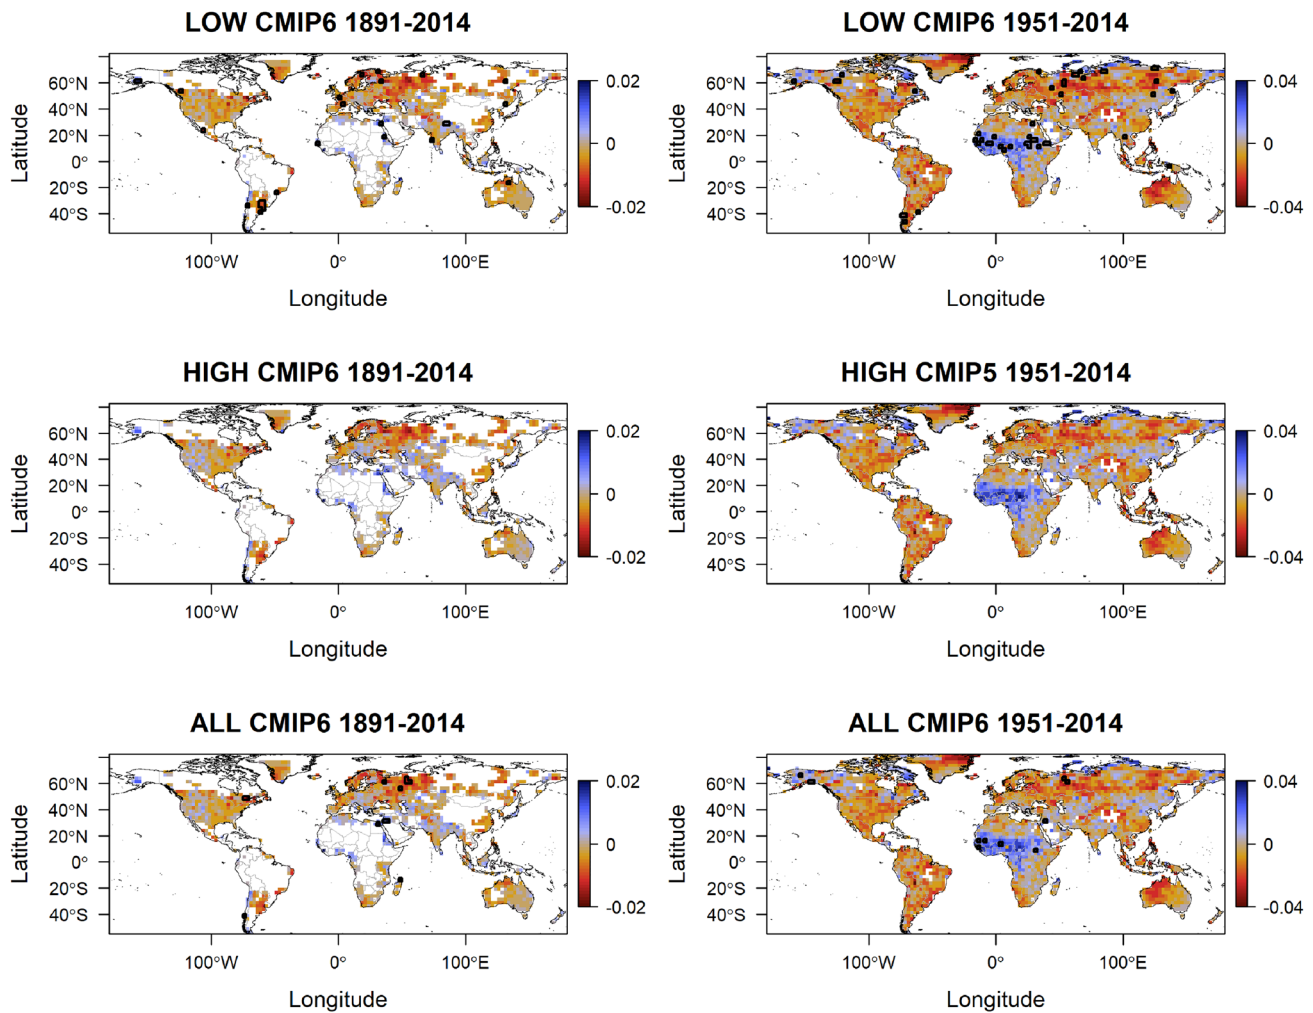 LOW CMIP6 1891-2014
Latitude
60°N
40°N
20°N
0°
20°S
40°S
100°W
0°
100°E
Longitude
0.02
0
-0.02
LOW CMIP6 1951-2014
Latitude
60°N
40°N
20°N
0°
20°S
40°S
100°W
0°
100°E
Longitude
0.04
0
-0.04
HIGH CMIP6 1891-2014
Latitude
60°N
40°N
20°N
0°
20°S
40°S
100°W
0°
100°E
Longitude
0.02
0
-0.02
HIGH CMIP5 1951-2014
Latitude
60°N
40°N
20°N
0°
20°S
40°S
100°W
0°
100°E
Longitude
0.04
0
-0.04
ALL CMIP6 1891-2014
Latitude
60°N
40°N
20°N
0°
20°S
40°S
100°W
0°
100°E
Longitude
0.02
0
-0.02
ALL CMIP6 1951-2014
Latitude
60°N
40°N
20°N
0°
20°S
40°S
100°W
0°
100°E
Longitude
0.04
0
-0.04